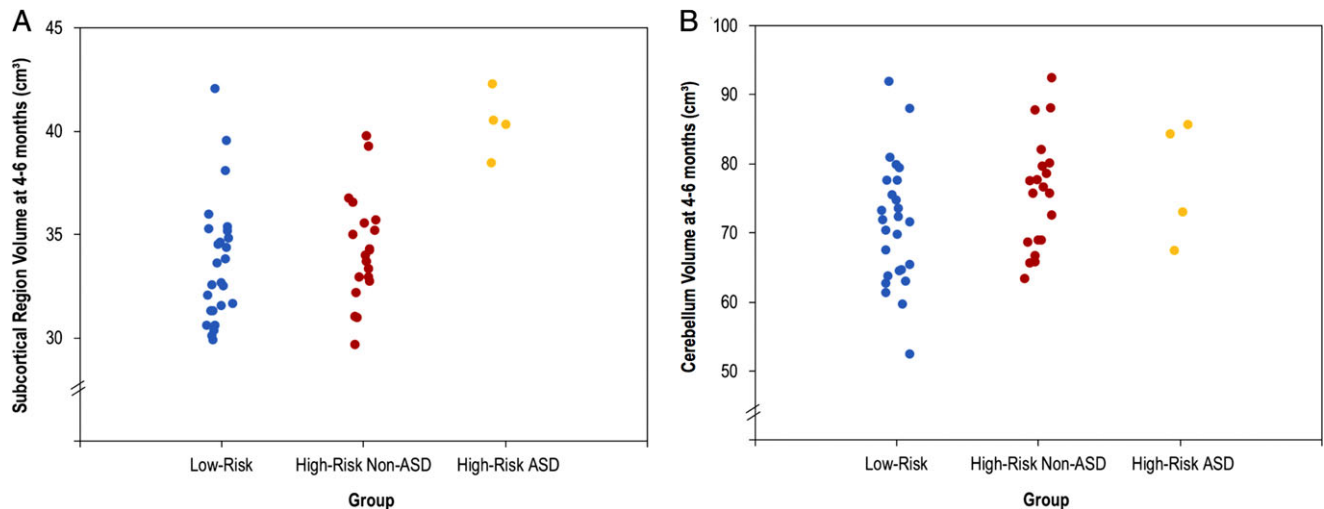 A
Subcortical Region Volume at 4-6 months (cm³)
45
40
35
30
Low-Risk
High-Risk Non-ASD
High-Risk ASD
Group
B
Cerebellum Volume at 4-6 months (cm³)
100
90
80
70
60
50
Low-Risk
High-Risk Non-ASD
High-Risk ASD
Group